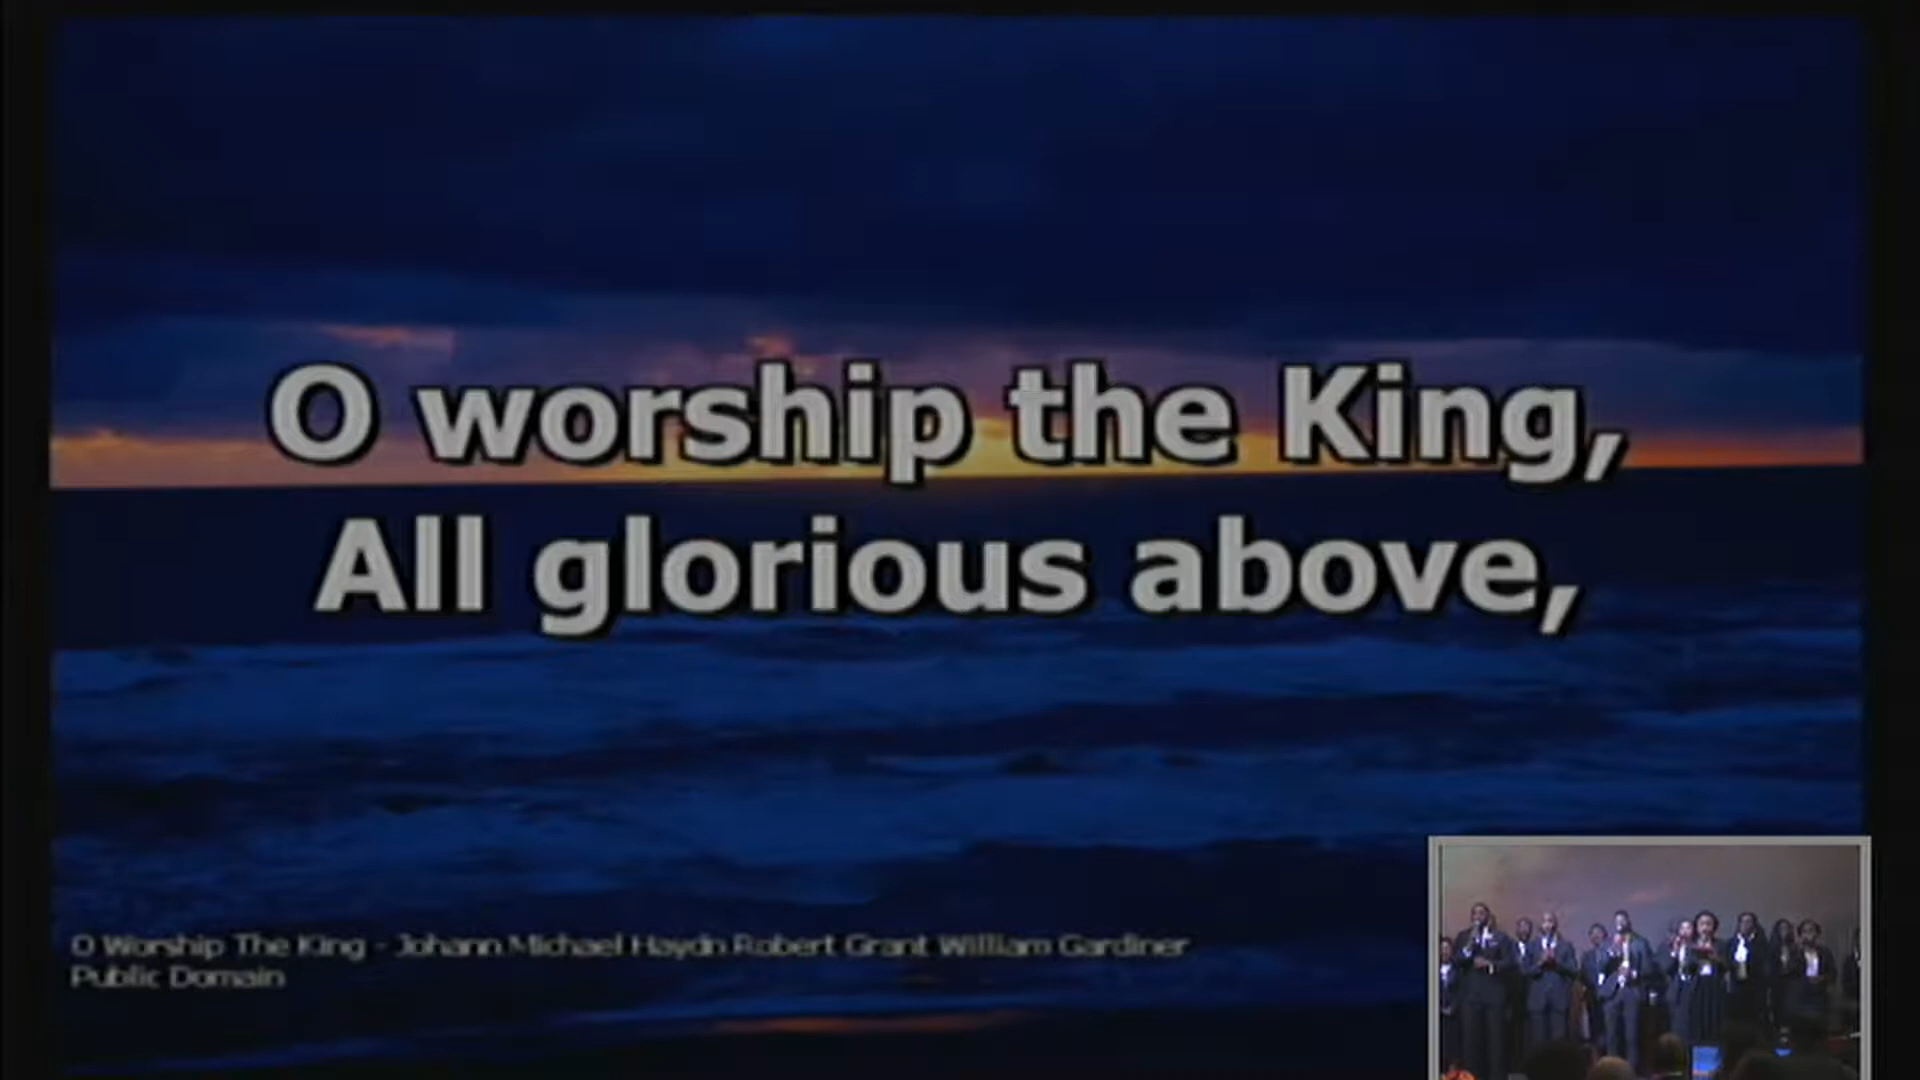 O worship the King,
All glorious above,
O Worship The King - Johann Michael Haydn Robert Grant William Gardiner
Public Domain